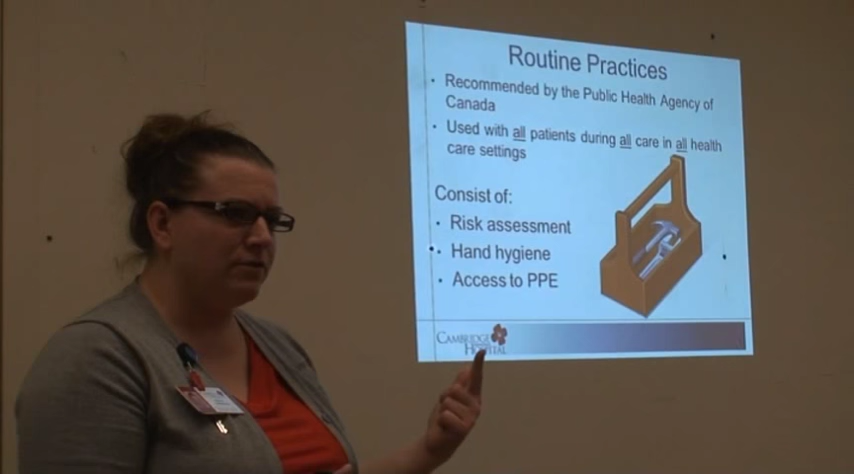 Routine Practices
• Recommended by the Public Health Agency of
Canada
• Used with all patients during all care in all health
care settings
Consist of:
• Risk assessment
• Hand hygiene
• Access to PPE
CAMBRIDGE
HOSPITAL